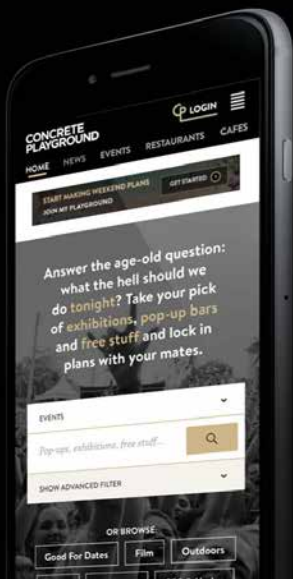 CONCRETE
PLAYGROUND
LOGIN
HOME NEWS EVENTS RESTAURANTS CAFES
START MAKING WEEKEND PLANS
JOIN MY PLAYGROUND
GET STARTED
Answer the age-old question:
what the hell should we
do tonight? Take your pick
of exhibitions, pop-up bars
and free stuff and lock in
plans with your mates.
EVENTS
Pop-ups, exhibitions, free stuff...
SHOW ADVANCED FILTER
OR BROWSE
Good For Dates Film Outdoors